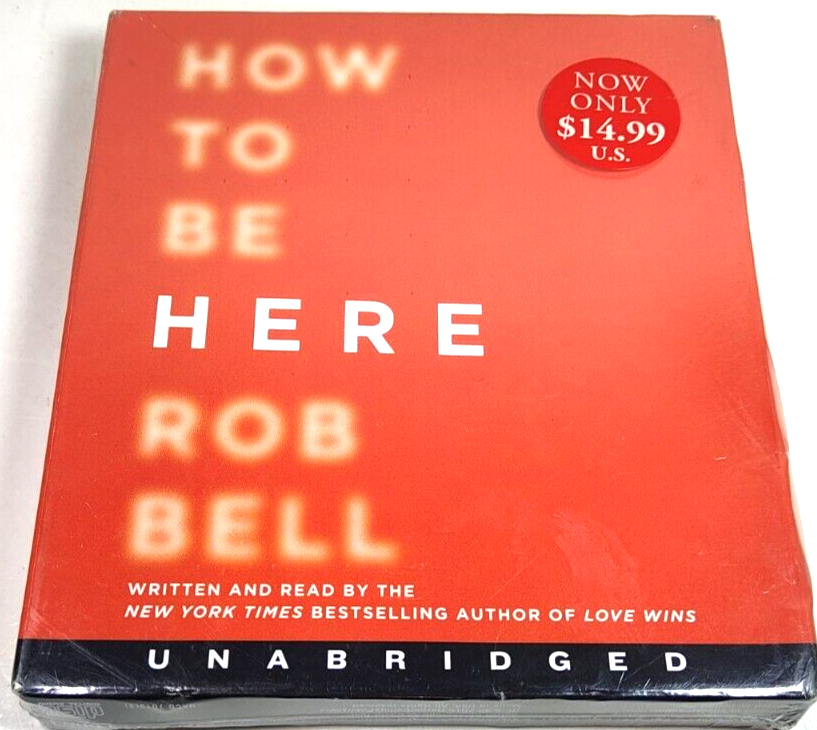 HOW
TO
BE
HERE
ROB
BELL
NOW
ONLY
$14.99
U.S.
WRITTEN AND READ BY THE
NEW YORK TIMES BESTSELLING AUTHOR OF LOVE WINS
UNABRIDGED